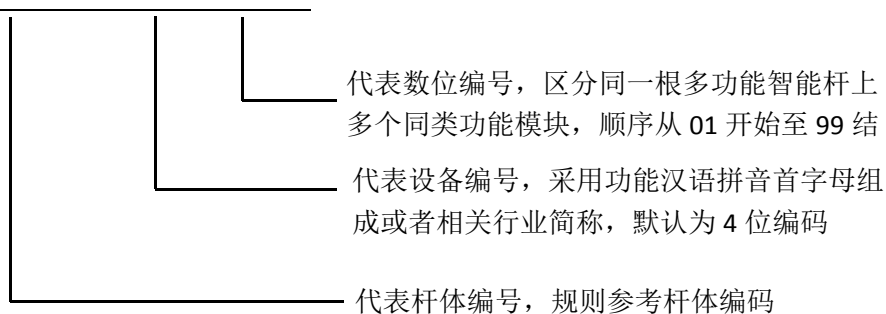 代表数位编号，区分同一根多功能智能杆上
多个同类功能模块，顺序从 01 开始至 99 结
代表设备编号，采用功能汉语拼音首字母组
成或者相关行业简称，默认为 4 位编码
代表杆体编号，规则参考杆体编码